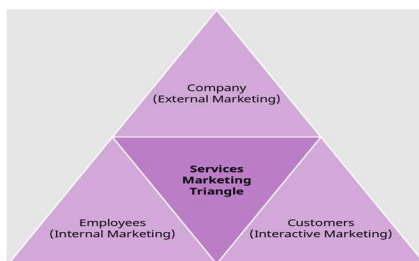 Company
(External Marketing)
Services
Marketing
Triangle
Employees
(Internal Marketing)
Customers
(Interactive Marketing)